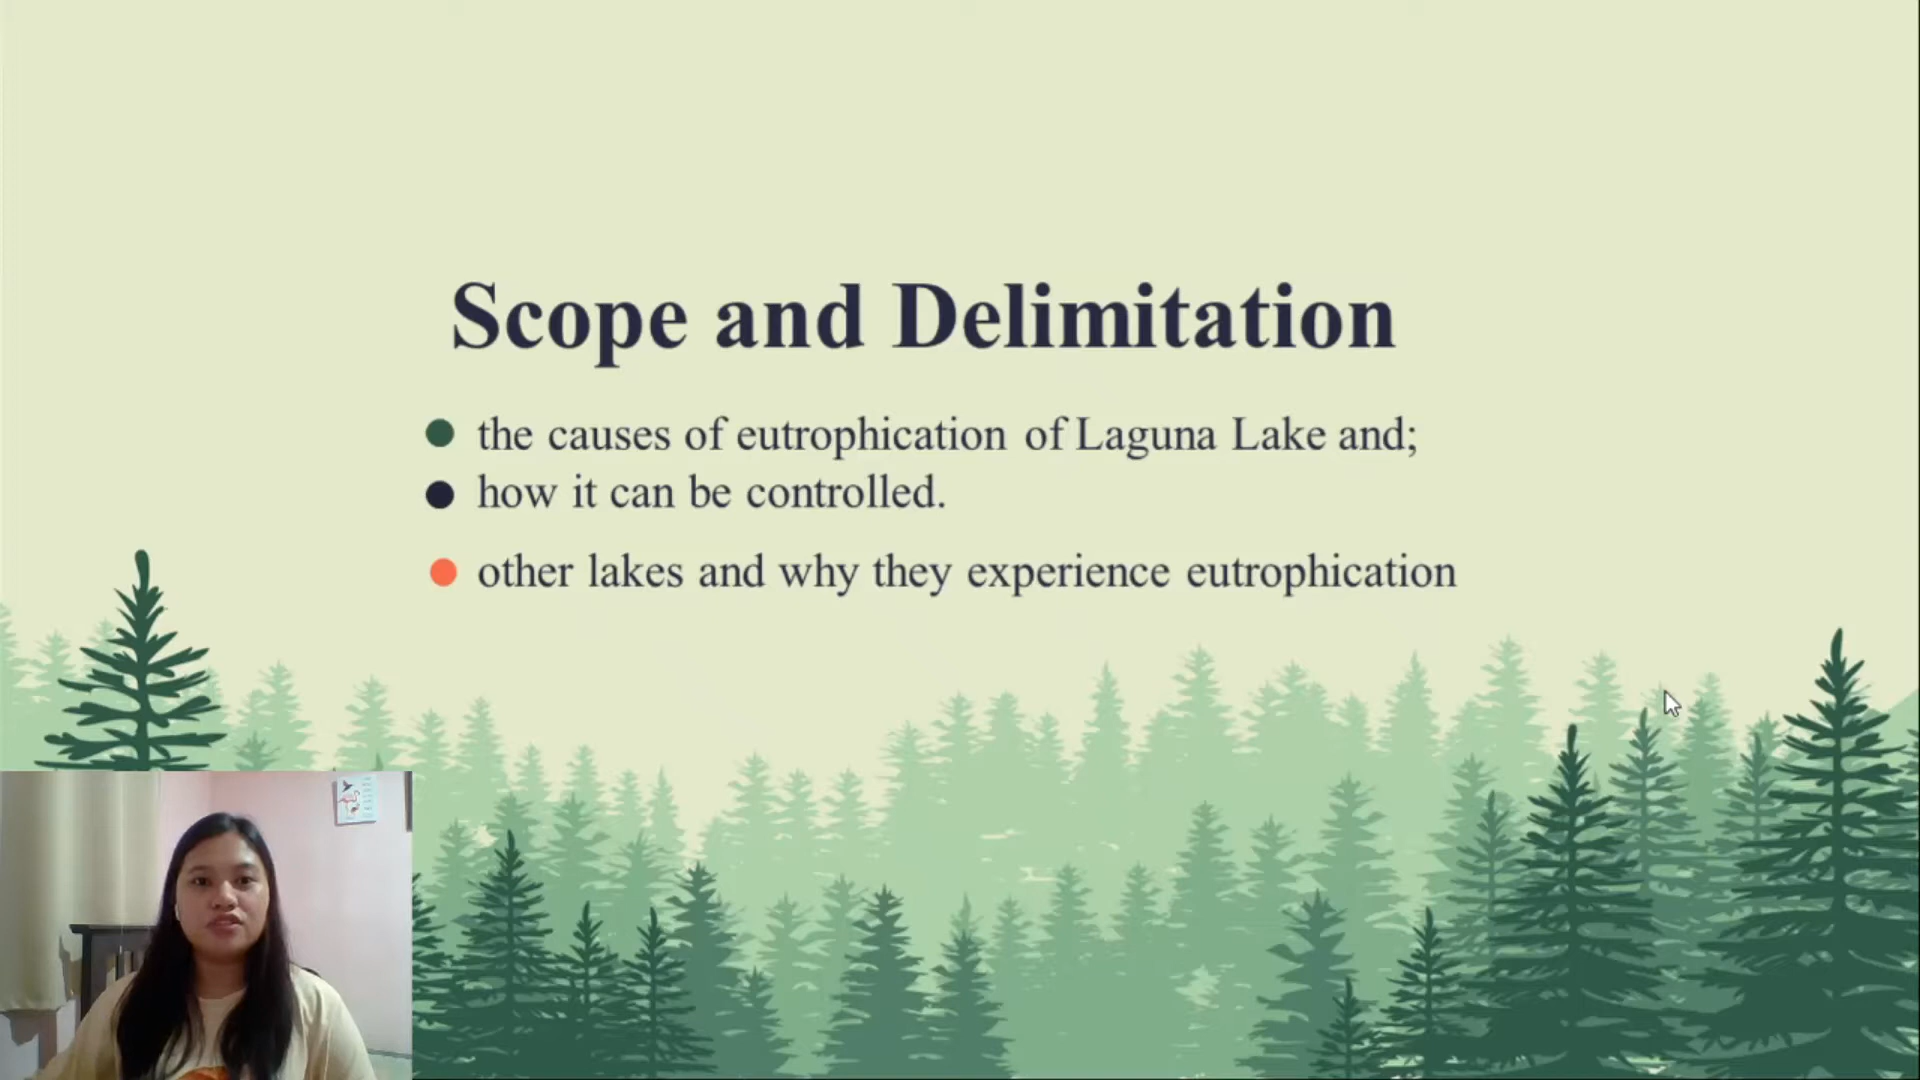 Scope and Delimitation
the causes of eutrophication of Laguna Lake and;
how it can be controlled.
other lakes and why they experience eutrophication